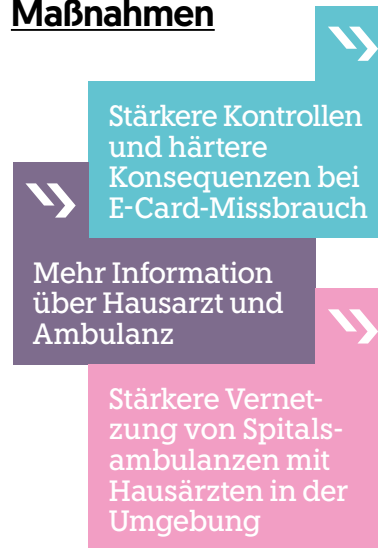 Maßnahmen
Stärkere Kontrollen
und härtere
Konsequenzen bei
E-Card-Missbrauch
Mehr Information
über Hausarzt und
Ambulanz
Stärkere Vernet-
zung von Spitals-
ambulanzen mit
Hausärzten in der
Umgebung